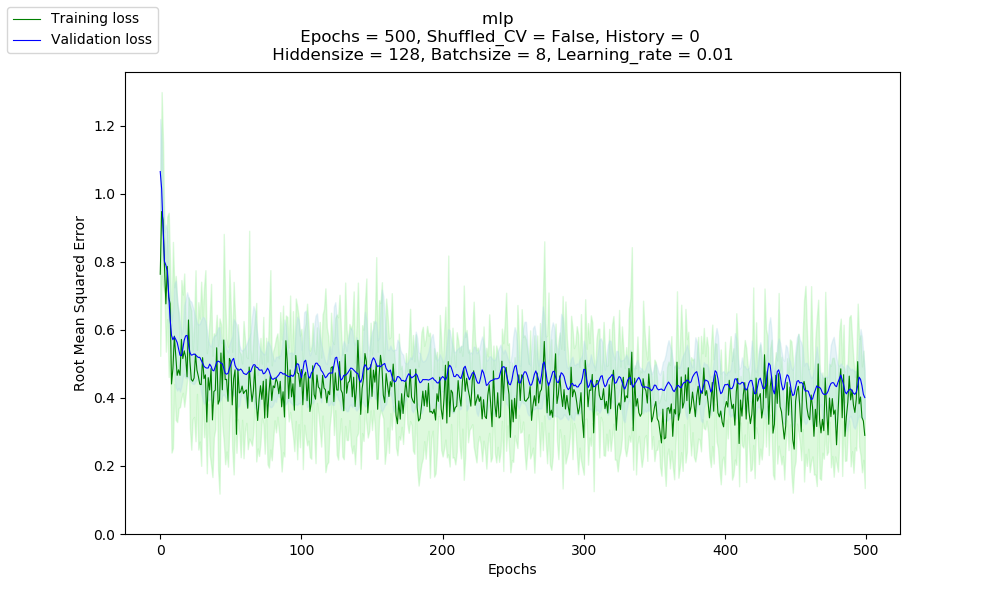 Training loss
Validation loss
mlp
Epochs = 500, Shuffled_CV = False, History = 0
Hiddensize = 128, Batchsize = 8, Learning_rate = 0.01
Root Mean Squared Error
1.2
1.0
0.8
0.6
0.4
0.2
0.0
0
100
200
300
400
500
Epochs